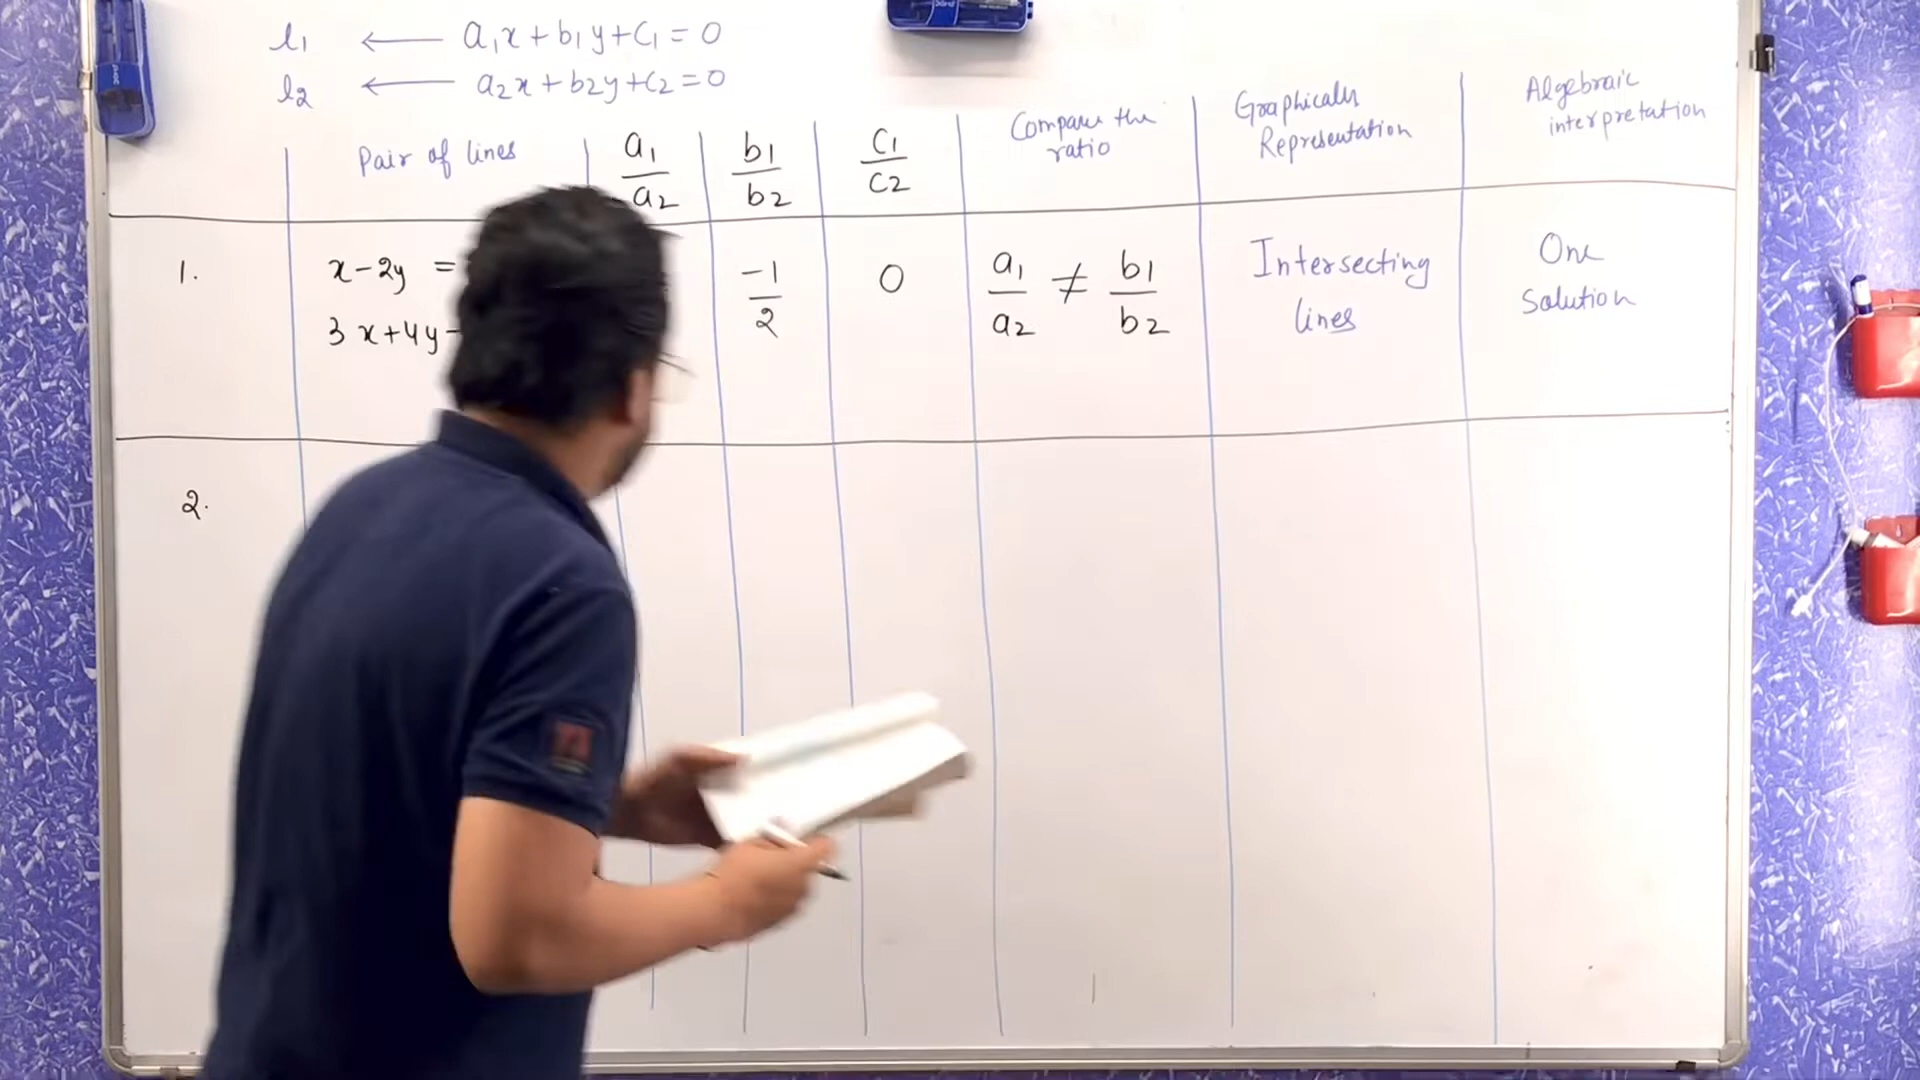 l₁ ← a₁x + b₁y + c₁ = 0
l₂ ← a₂x + b₂y + c₂ = 0
Pair of lines
a₁/a₂
b₁/b₂
C₁/C₂
Compare the
ratio
Graphically
Representation
Algebraic
interpretation
1.
x - 2y =
3x + 4y -
-1/2
0
a₁/a₂ ≠ b₁/b₂
Intersecting
lines
One
Solution
2.